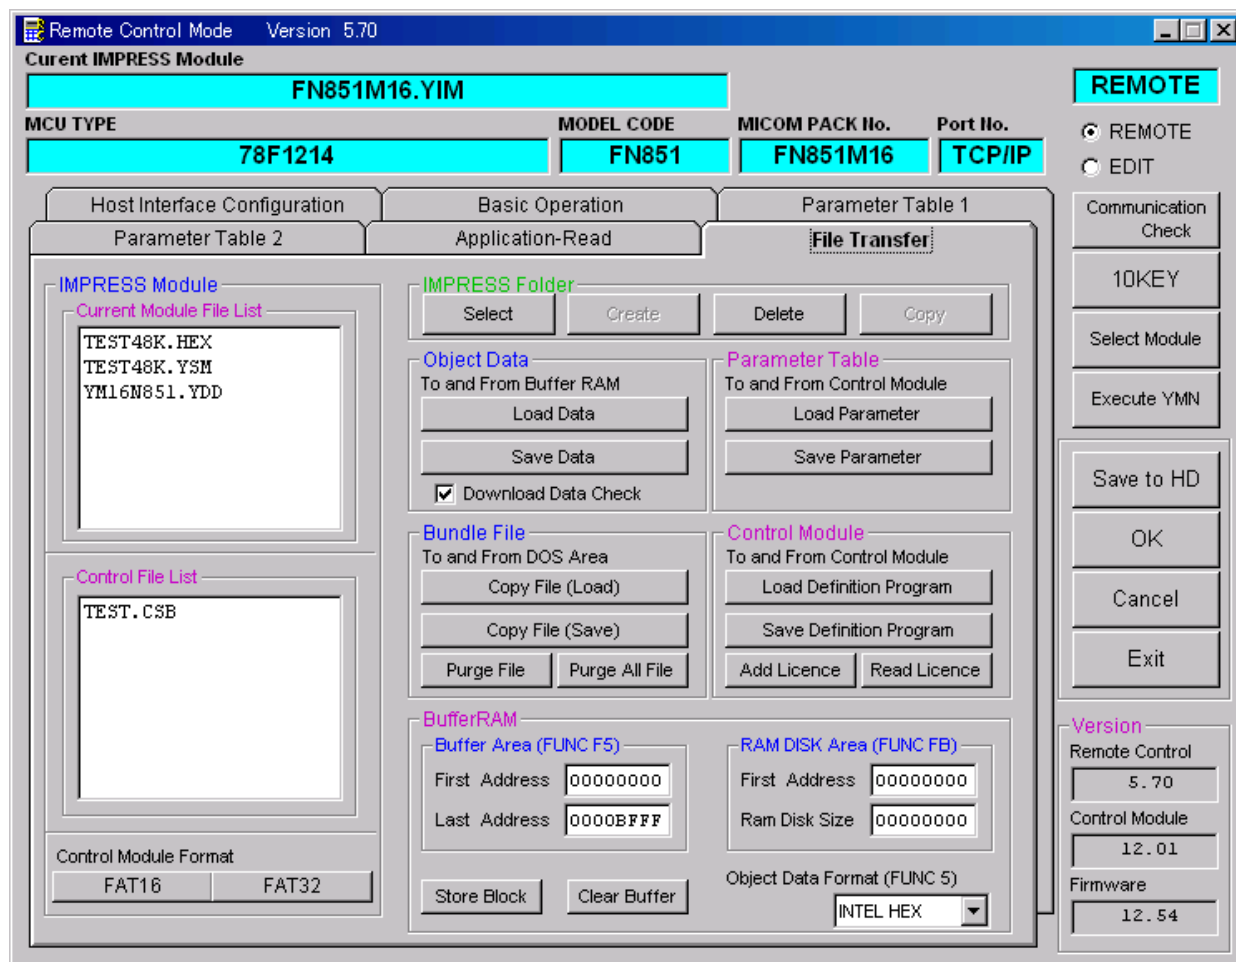 Remote Control Mode Version 5.70
Curent IMPRESS Module
FN851M16.YIM
REMOTE
MCU TYPE
MODEL CODE
MICOM PACK No.
Port No.
78F1214
FN851
FN851M16
TCP/IP
REMOTE
EDIT
Host Interface Configuration
Basic Operation
Parameter Table 1
Parameter Table 2
Application-Read
File Transfer
IMPRESS Module
Current Module File List
TEST48K.HEX
TEST48K.YSM
YM16N851.YDD
Control File List
TEST.CSB
Control Module Format
FAT16
FAT32
IMPRESS Folder
Select
Create
Delete
Copy
Object Data
To and From Buffer RAM
Load Data
Save Data
Download Data Check
Parameter Table
To and From Control Module
Load Parameter
Save Parameter
Bundle File
To and From DOS Area
Copy File (Load)
Copy File (Save)
Purge File
Purge All File
Control Module
To and From Control Module
Load Definition Program
Save Definition Program
Add Licence
Read Licence
BufferRAM
Buffer Area (FUNC F5)
First Address 00000000
Last Address 0000BFFF
RAM DISK Area (FUNC FB)
First Address 00000000
Ram Disk Size 00000000
Store Block
Clear Buffer
Object Data Format (FUNC 5)
INTEL HEX
Communication
Check
10KEY
Select Module
Execute YMN
Save to HD
OK
Cancel
Exit
Version
Remote Control
5.70
Control Module
12.01
Firmware
12.54